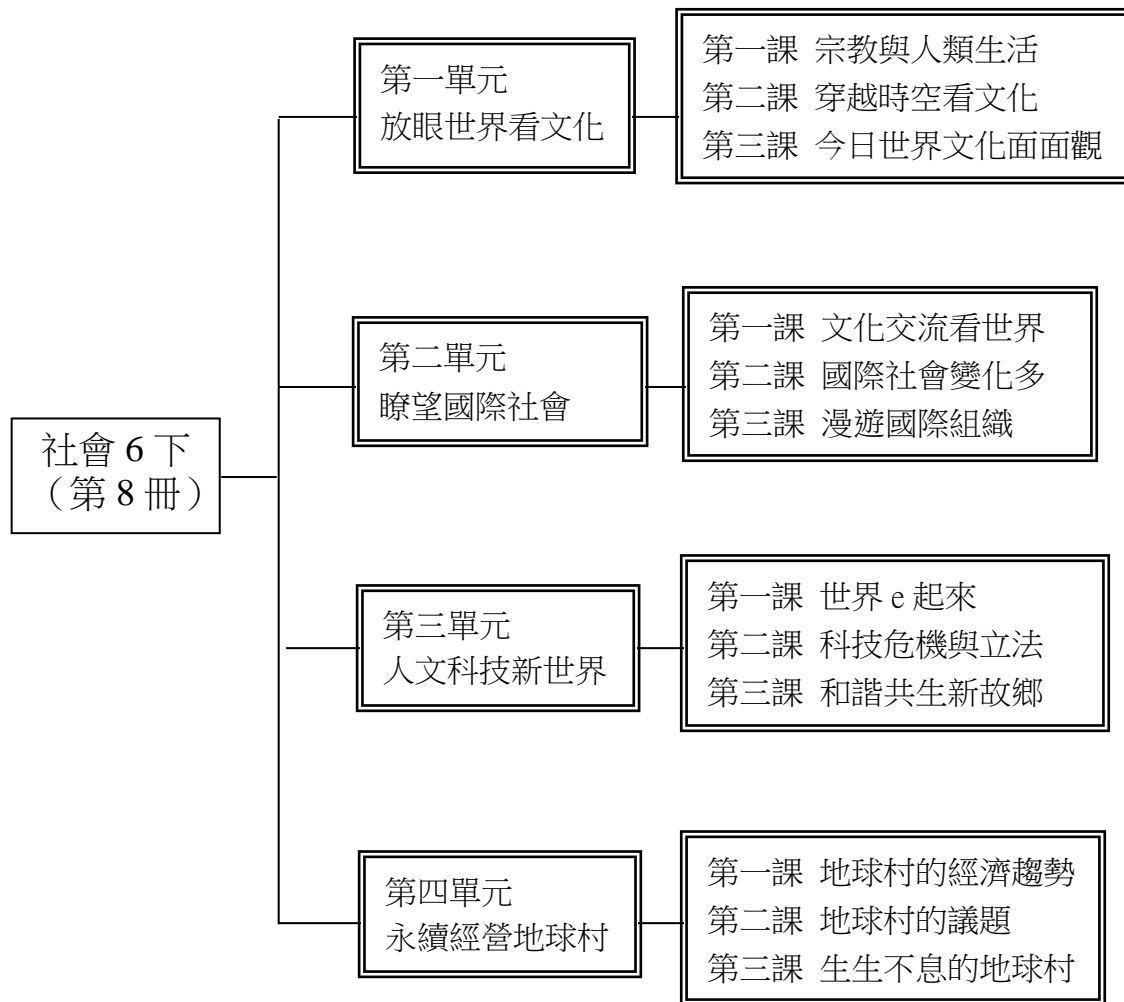 社會 6 下
（第 8 冊）
第一單元
放眼世界看文化
第一課 宗教與人類生活
第二課 穿越時空看文化
第三課 今日世界文化面面觀
第二單元
瞭望國際社會
第一課 文化交流看世界
第二課 國際社會變化多
第三課 漫遊國際組織
第三單元
人文科技新世界
第一課 世界 e 起來
第二課 科技危機與立法
第三課 和諧共生新故鄉
第四單元
永續經營地球村
第一課 地球村的經濟趨勢
第二課 地球村的議題
第三課 生生不息的地球村